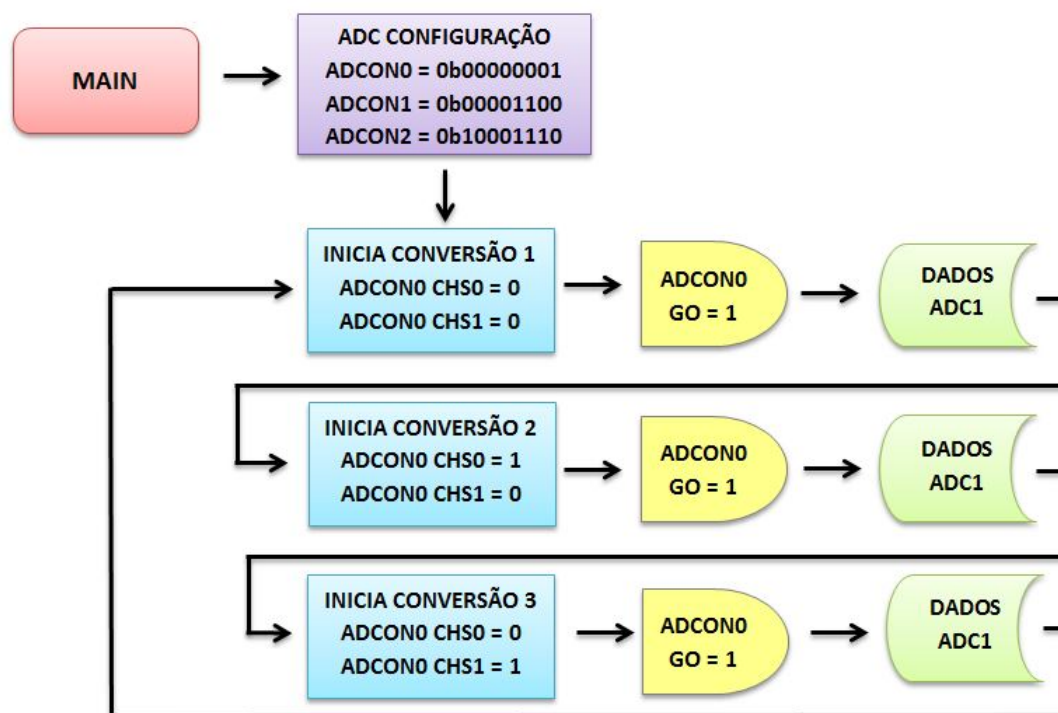 MAIN
ADC CONFIGURAÇÃO
ADCON0 = 0b00000001
ADCON1 = 0b00001100
ADCON2 = 0b10001110
INICIA CONVERSÃO 1
ADCON0 CHS0 = 0
ADCON0 CHS1 = 0
ADCON0
GO = 1
DADOS
ADC1
INICIA CONVERSÃO 2
ADCON0 CHS0 = 1
ADCON0 CHS1 = 0
ADCON0
GO = 1
DADOS
ADC1
INICIA CONVERSÃO 3
ADCON0 CHS0 = 0
ADCON0 CHS1 = 1
ADCON0
GO = 1
DADOS
ADC1